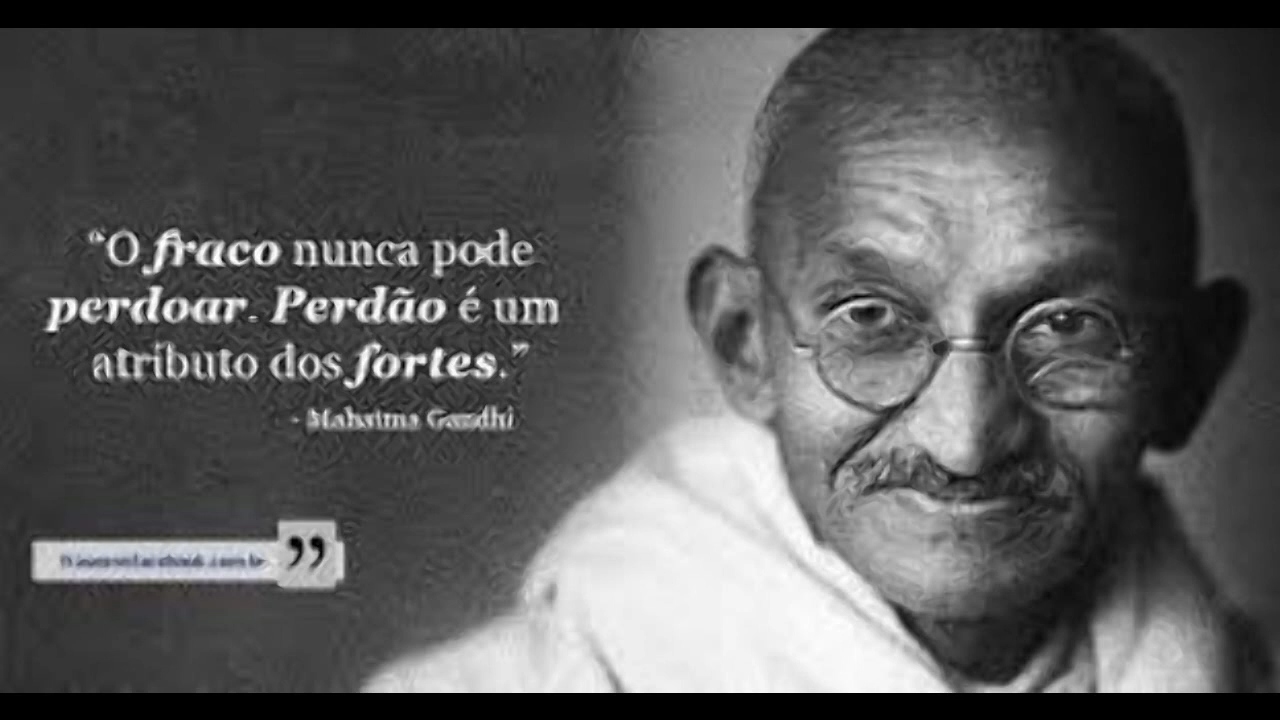 “O fraco nunca pode
perdoar. Perdão é um
atributo dos fortes.”
- Mahatma Gandhi
”